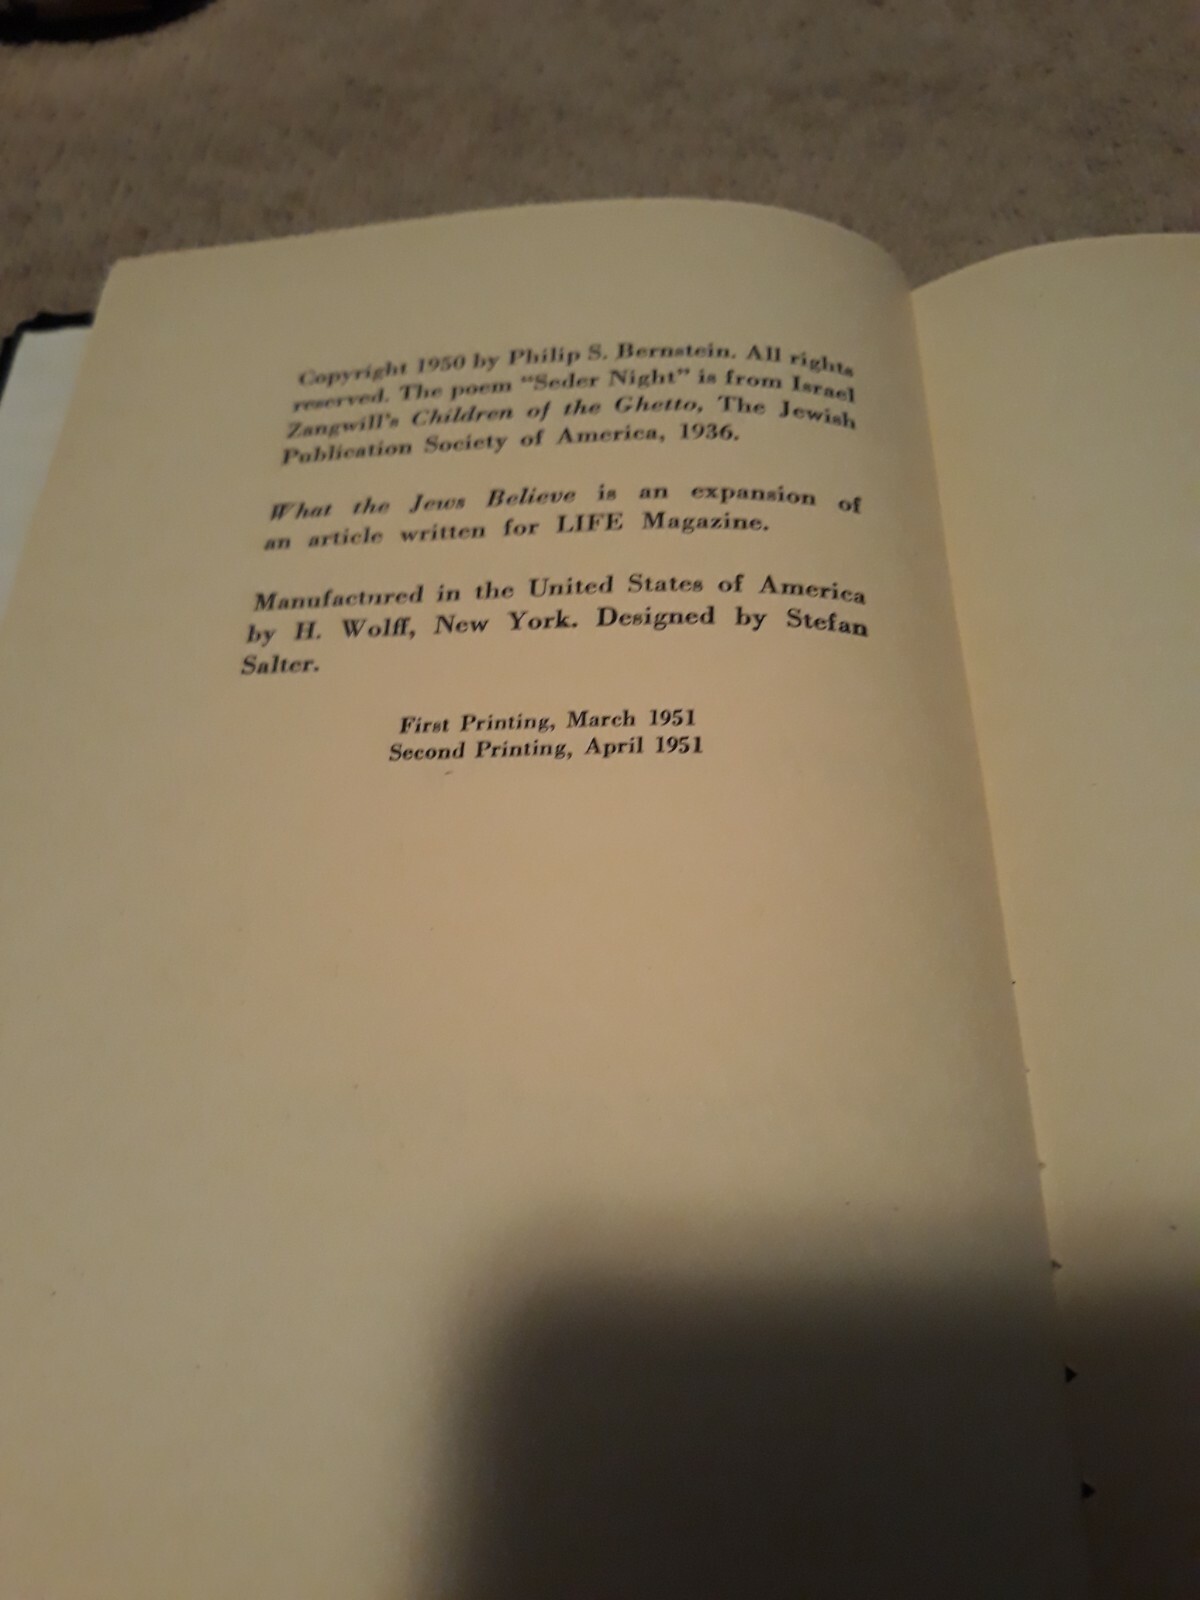 Copyright 1950 by Philip S. Bernstein. All rights
reserved. The poem "Seder Night" is from Israel
Zangwill's Children of the Ghetto, The Jewish
Publication Society of America, 1936.
What the Jews Believe is an expansion of
an article written for LIFE Magazine.
Manufactured in the United States of America
by H. Wolff, New York. Designed by Stefan
Salter.
First Printing, March 1951
Second Printing, April 1951